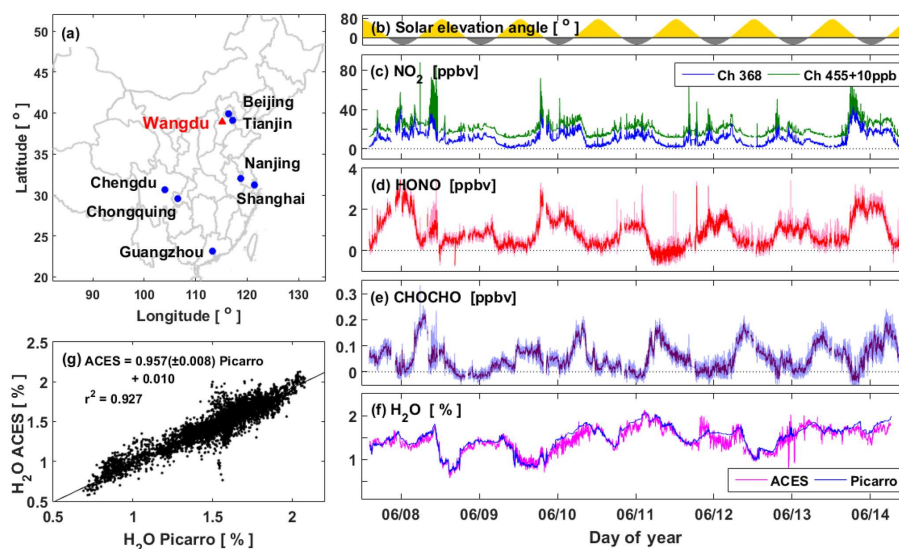 (a)
Beijing
Wangdu
Tianjin
Nanjing
Chengdu
Shanghai
Chongquing
Guangzhou
50
45
40
35
30
25
20
Latitude [ ° ]
90
100
110
120
130
Longitude [ ° ]
(g) ACES = 0.957(±0.008) Picarro
+ 0.010
r² = 0.927
2.5
2
1.5
1
0.5
H₂O ACES [ % ]
0.5
1
1.5
2
H₂O Picarro [ % ]
(b) Solar elevation angle [ ° ]
50
0
(c) NO₂ [ppbv]
Ch 368
Ch 455+10ppb
80
40
0
(d) HONO [ppbv]
4
2
0
(e) CHOCHO [ppbv]
0.3
0.2
0.1
0
(f) H₂O [ % ]
2
1
ACES
Picarro
06/08
06/09
06/10
06/11
06/12
06/13
06/14
Day of year